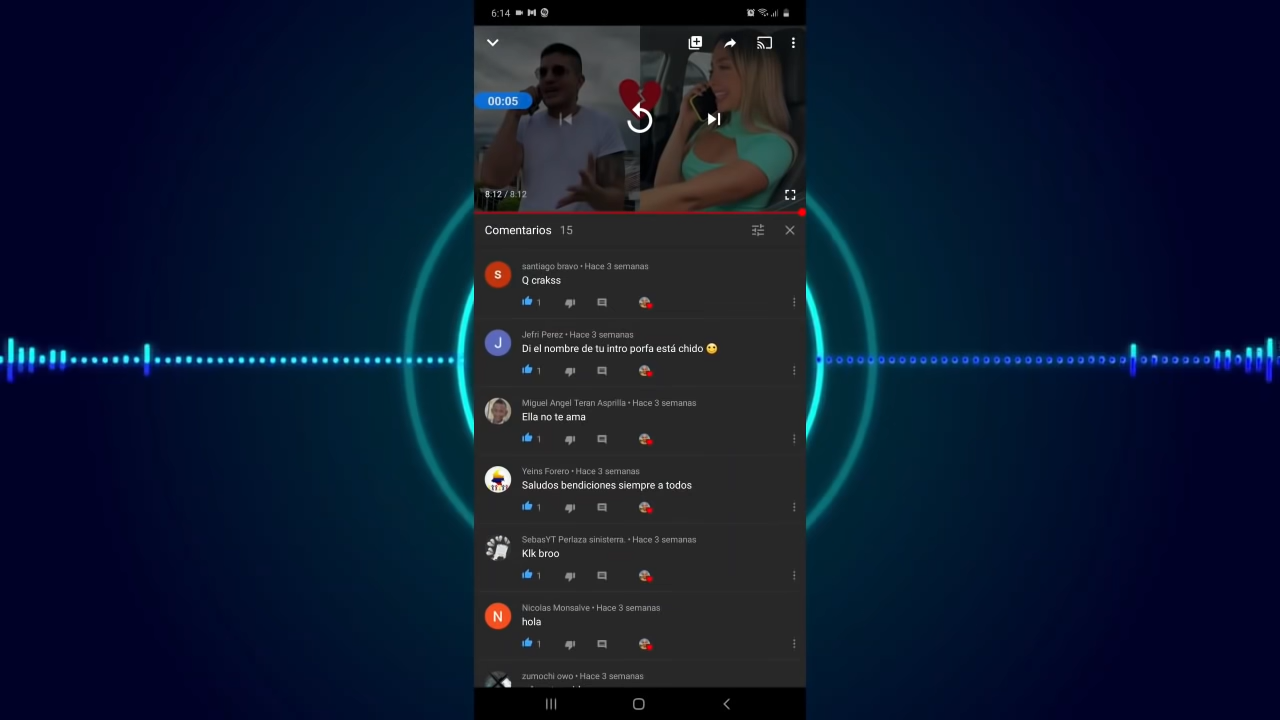 6:14
00:05
8:12 / 8:12
Comentarios 15
santiago bravo • Hace 3 semanas
S
Q crakss
1
Jefri Perez • Hace 3 semanas
J
Di el nombre de tu intro porfa está chido
1
Miguel Angel Teran Asprilla • Hace 3 semanas
Ella no te ama
1
Yeins Forero • Hace 3 semanas
Saludos bendiciones siempre a todos
1
SebasYT Perlaza sinisterra. • Hace 3 semanas
Klk broo
1
Nicolas Monsalve • Hace 3 semanas
N
hola
1
zumochi owo • Hace 3 semanas